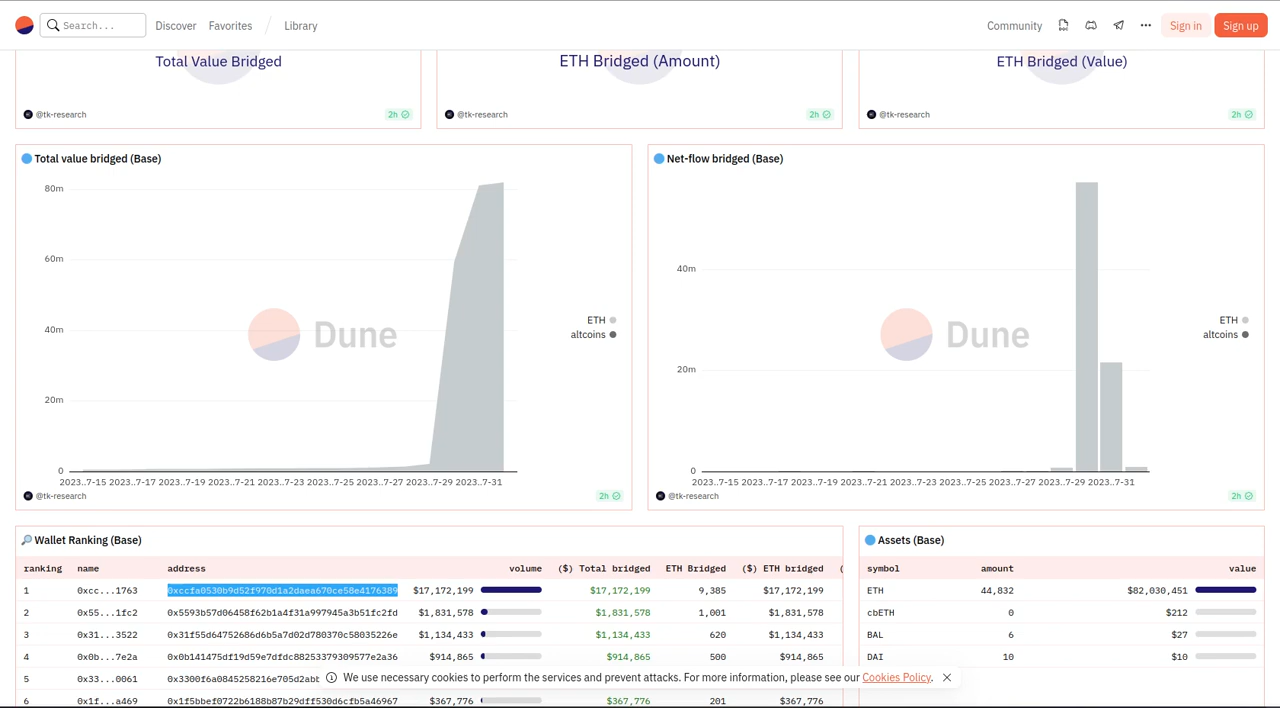 Search...
Discover
Favorites
Library
Community
Sign in
Sign up
Total Value Bridged
ETH Bridged (Amount)
ETH Bridged (Value)
@tk-research
2h
@tk-research
2h
@tk-research
2h
Total value bridged (Base)
80m
60m
40m
20m
0
2023..7-15 2023..7-17 2023..7-19 2023..7-21 2023..7-23 2023..7-25 2023..7-27 2023..7-29 2023..7-31
Dune
ETH
altcoins
@tk-research
2h
Net-flow bridged (Base)
40m
20m
0
2023..7-15 2023..7-17 2023..7-19 2023..7-21 2023..7-23 2023..7-25 2023..7-27 2023..7-29 2023..7-31
Dune
ETH
altcoins
@tk-research
2h
Wallet Ranking (Base)
ranking name address volume ($) Total bridged ETH Bridged ($) ETH bridged (
1 0xcc...1763 0xccfa0530b9d52f970d1a2daea670ce58e4176389 $17,172,199 $17,172,199 9,385 $17,172,199
2 0x55...1fc2 0x5593b57d06458f62b1a4f31a997945a3b51fc2fd $1,831,578 $1,831,578 1,001 $1,831,578
3 0x31...3522 0x31f55d64752686d6b5a7d02d780370c58035226e $1,134,433 $1,134,433 620 $1,134,433
4 0x0b...7e2a 0x0b141475df19d59e7dfdc88253379309577e2a36 $914,865 $914,865 500 $914,865
5 0x33...0061 0x3300f6a0845258216e705d2abt
6 0x1f...a469 0x1f5bbef0722b6188b87b29dff530d6cfb5a46967 $367,776 $367,776 201 $367,776
Assets (Base)
symbol amount value
ETH 44,832 $82,030,451
cbETH 0 $212
BAL 6 $27
DAI 10 $10
We use necessary cookies to perform the services and prevent attacks. For more information, please see our Cookies Policy.